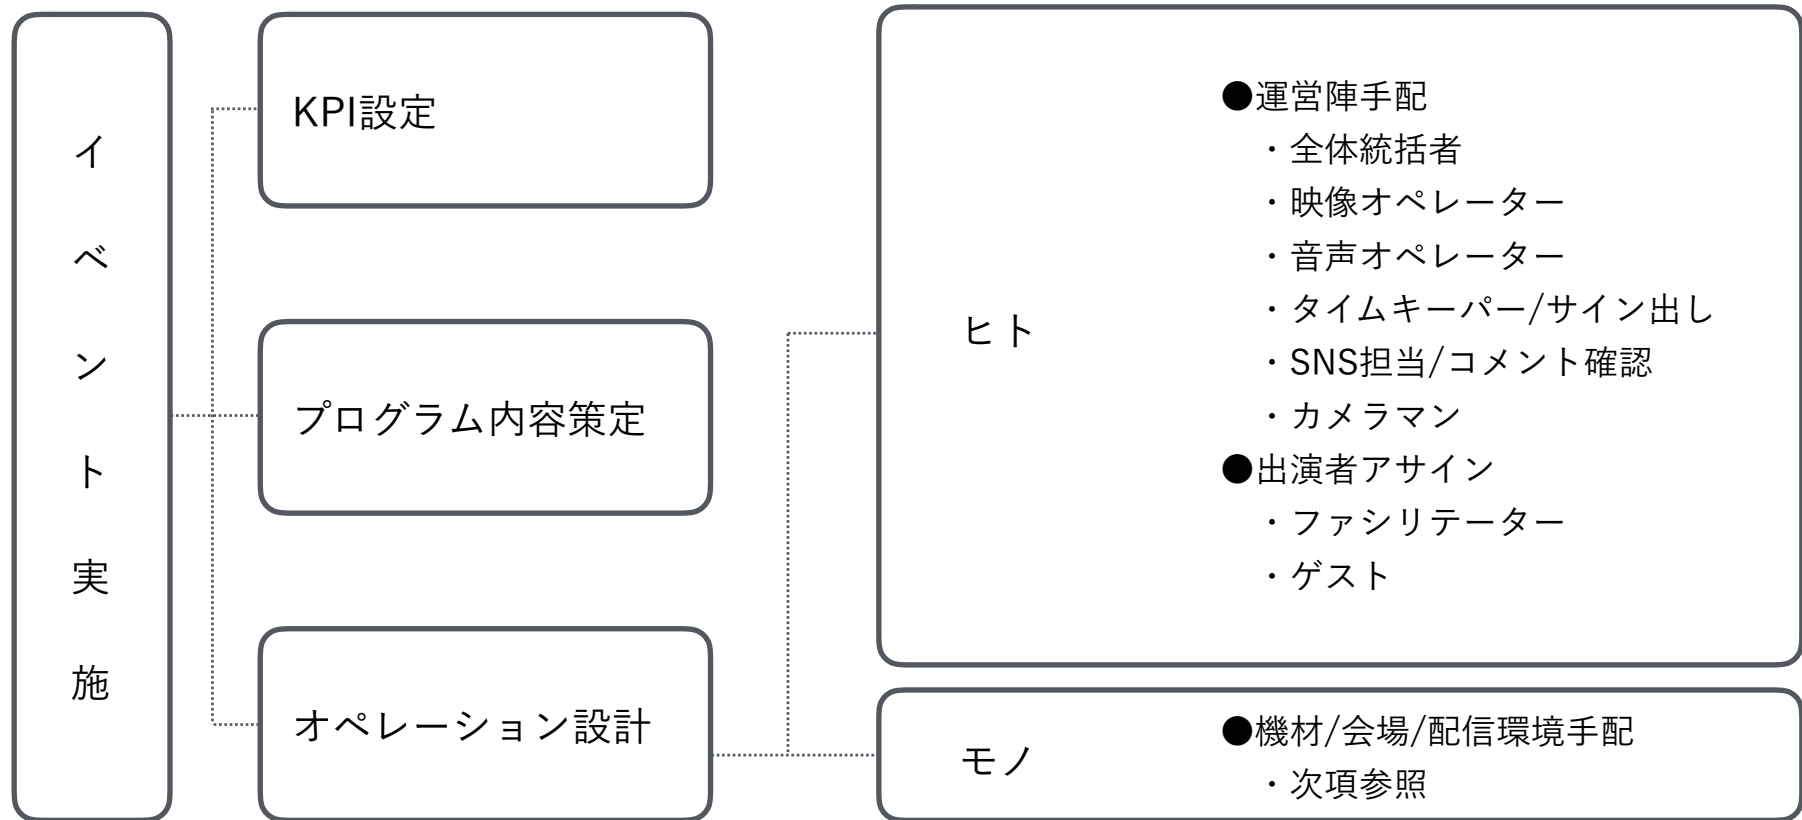 イベント実施
KPI設定
プログラム内容策定
オペレーション設計
ヒト
●運営陣手配
・全体統括者
・映像オペレーター
・音声オペレーター
・タイムキーパー/サイン出し
・SNS担当/コメント確認
・カメラマン
●出演者アサイン
・ファシリテーター
・ゲスト
モノ
●機材/会場/配信環境手配
・次項参照